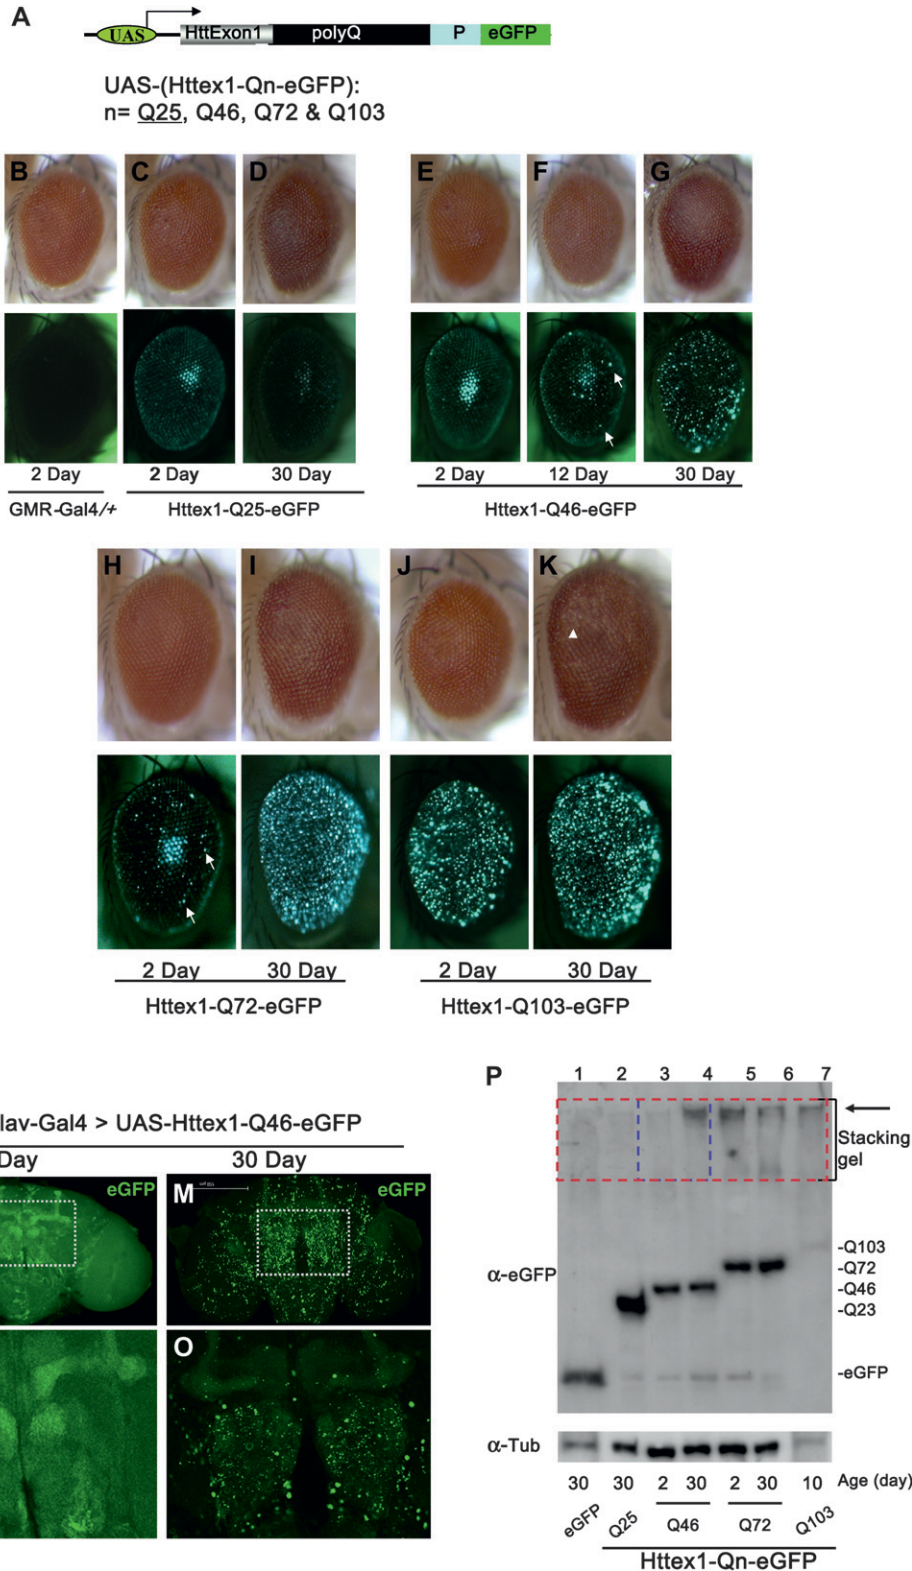 A
UAS HttExon1 polyQ P eGFP
UAS-(Httex1-Qn-eGFP):
n= Q25, Q46, Q72 & Q103
B C D E F G
2 Day 2 Day 30 Day 2 Day 12 Day 30 Day
GMR-Gal4/+ Httex1-Q25-eGFP Httex1-Q46-eGFP
H I J K
2 Day 30 Day 2 Day 30 Day
Httex1-Q72-eGFP Httex1-Q103-eGFP
lav-Gal4 > UAS-Httex1-Q46-eGFP
Day 30 Day
eGFP M eGFP
O
P
1 2 3 4 5 6 7
Stacking
gel
α-eGFP
-Q103
-Q72
-Q46
-Q23
-eGFP
α-Tub
30 30 2 30 2 30 10 Age (day)
eGFP Q25 Q46 Q72 Q103
Httex1-Qn-eGFP